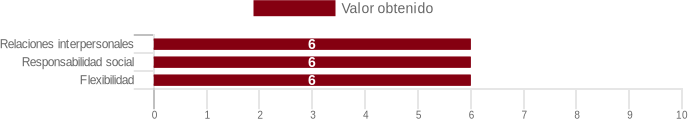 Valor obtenido
Relaciones interpersonales 6
Responsabilidad social 6
Flexibilidad 6
0 1 2 3 4 5 6 7 8 9 10